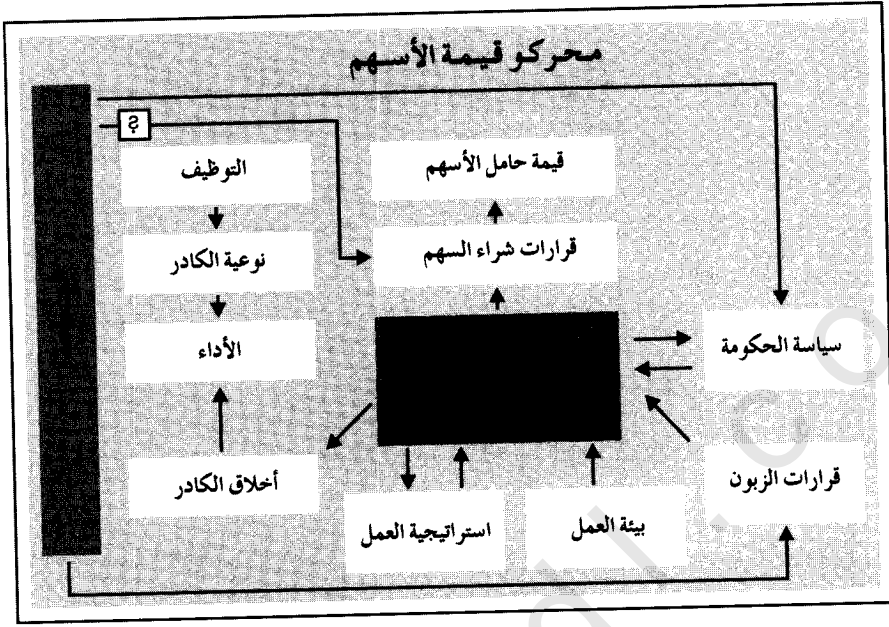 محركو قيمة الأسهم
؟
التوظيف
قيمة حامل الأسهم
نوعية الكادر
قرارات شراء السهم
الأداء
سياسة الحكومة
أخلاق الكادر
استراتيجية العمل
بيئة العمل
قرارات الزبون